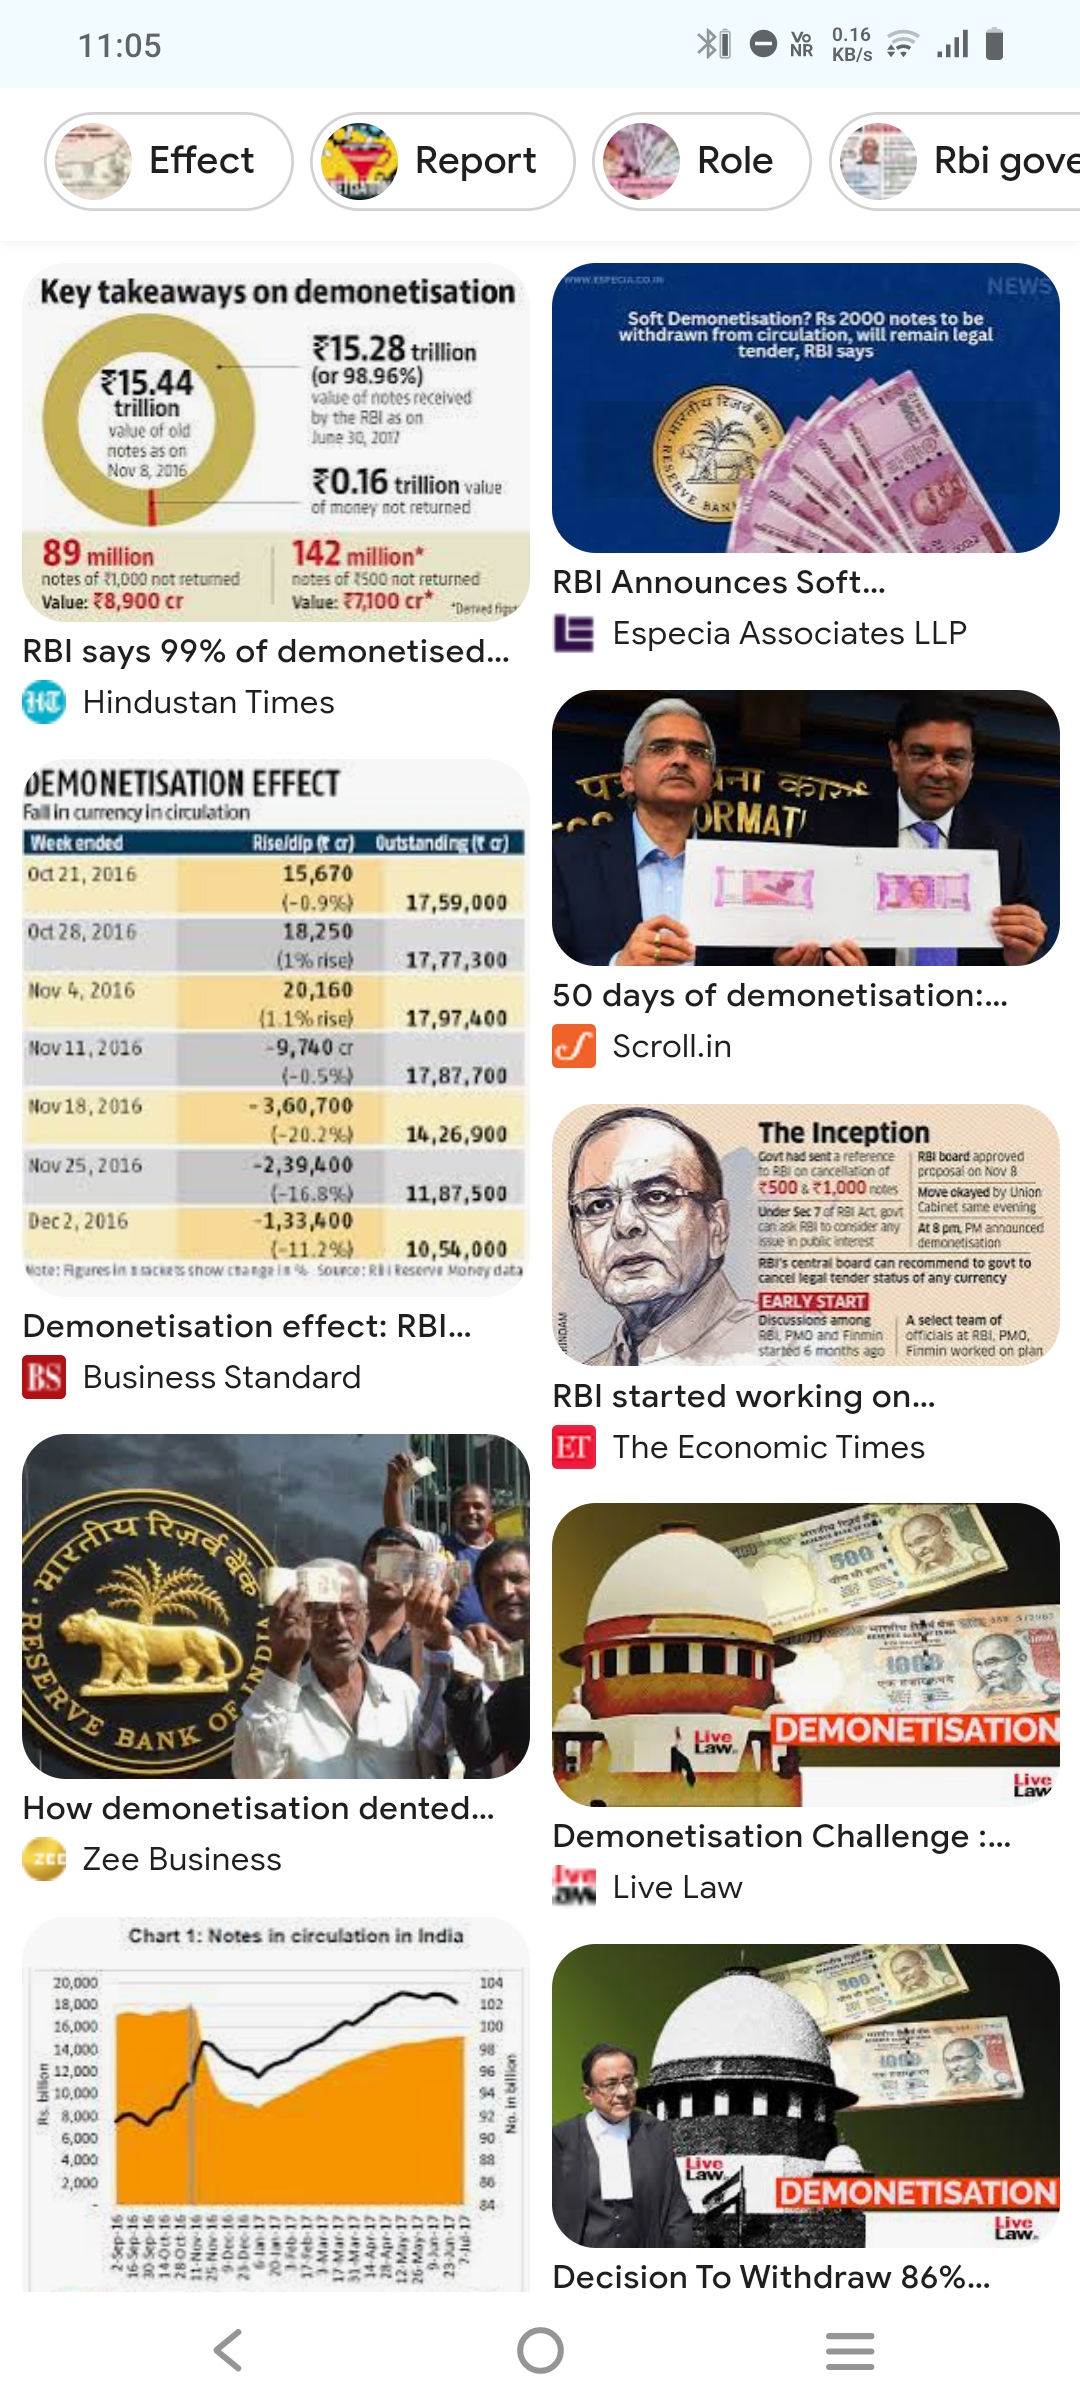 11:05
Vo
NR
0.16
KB/s
Effect
Report
Role
Rbi gove
Key takeaways on demonetisation
₹15.44
trillion
value of old
notes as on
Nov 8, 2016
₹15.28 trillion
(or 98.96%)
value of notes received
by the RBI as on
June 30, 2017
₹0.16 trillion value
of money not returned
89 million
notes of ₹1,000 not returned
Value: ₹8,900 cr
142 million*
notes of ₹500 not returned
Value: ₹7,100 cr*
*Derived figur
RBI says 99% of demonetised...
Hindustan Times
DEMONETISATION EFFECT
Fall in currency in circulation
Week ended Rise/dip (₹ cr) Outstanding (₹ cr)
Oct 21, 2016 15,670
(-0.9%) 17,59,000
Oct 28, 2016 18,250
(1% rise) 17,77,300
Nov 4, 2016 20,160
(1.1% rise) 17,97,400
Nov 11, 2016 -9,740 cr
(-0.5%) 17,87,700
Nov 18, 2016 -3,60,700
(-20.2%) 14,26,900
Nov 25, 2016 -2,39,400
(-16.8%) 11,87,500
Dec 2, 2016 -1,33,400
(-11.2%) 10,54,000
Note: Figures in brackets show change in % Source: RBI Reserve Money data
Demonetisation effect: RBI...
BS Business Standard
भारतीय रिज़र्व बैंक
RESERVE BANK OF INDIA
How demonetisation dented...
ZEE Zee Business
Chart 1: Notes in circulation in India
Rs. billion
20,000
18,000
16,000
14,000
12,000
10,000
8,000
6,000
4,000
2,000
-
104
102
100
98
96
94
92
90
88
86
84
No. in billion
2-Sep-16
16-Sep-16
30-Sep-16
14-Oct-16
28-Oct-16
11-Nov-16
25-Nov-16
9-Dec-16
23-Dec-16
6-Jan-17
20-Jan-17
3-Feb-17
17-Feb-17
3-Mar-17
17-Mar-17
31-Mar-17
14-Apr-17
28-Apr-17
12-May-17
26-May-17
9-Jun-17
23-Jun-17
7-Jul-17
WWW.ESPECIA.CO.IN
NEWS
Soft Demonetisation? Rs 2000 notes to be
withdrawn from circulation, will remain legal
tender, RBI says
भारतीय रिज़र्व
RESERVE BANK
RBI Announces Soft...
Especia Associates LLP
ORMATI
50 days of demonetisation:...
Scroll.in
The Inception
Govt had sent a reference
to RBI on cancellation of
₹500 & ₹1,000 notes
Under Sec 7 of RBI Act, govt
can ask RBI to consider any
issue in public interest
RBI board approved
proposal on Nov 8
Move okayed by Union
Cabinet same evening
At 8 pm, PM announced
demonetisation
RBI's central board can recommend to govt to
cancel legal tender status of any currency
EARLY START
Discussions among
RBI, PMO and Finmin
started 6 months ago
A select team of
officials at RBI, PMO,
Finmin worked on plan
RBI started working on...
ET The Economic Times
500
1000
Live
Law
DEMONETISATION
Live
Law
Demonetisation Challenge :...
Live Law
500
1000
Live
Law
DEMONETISATION
Live
Law
Decision To Withdraw 86%...